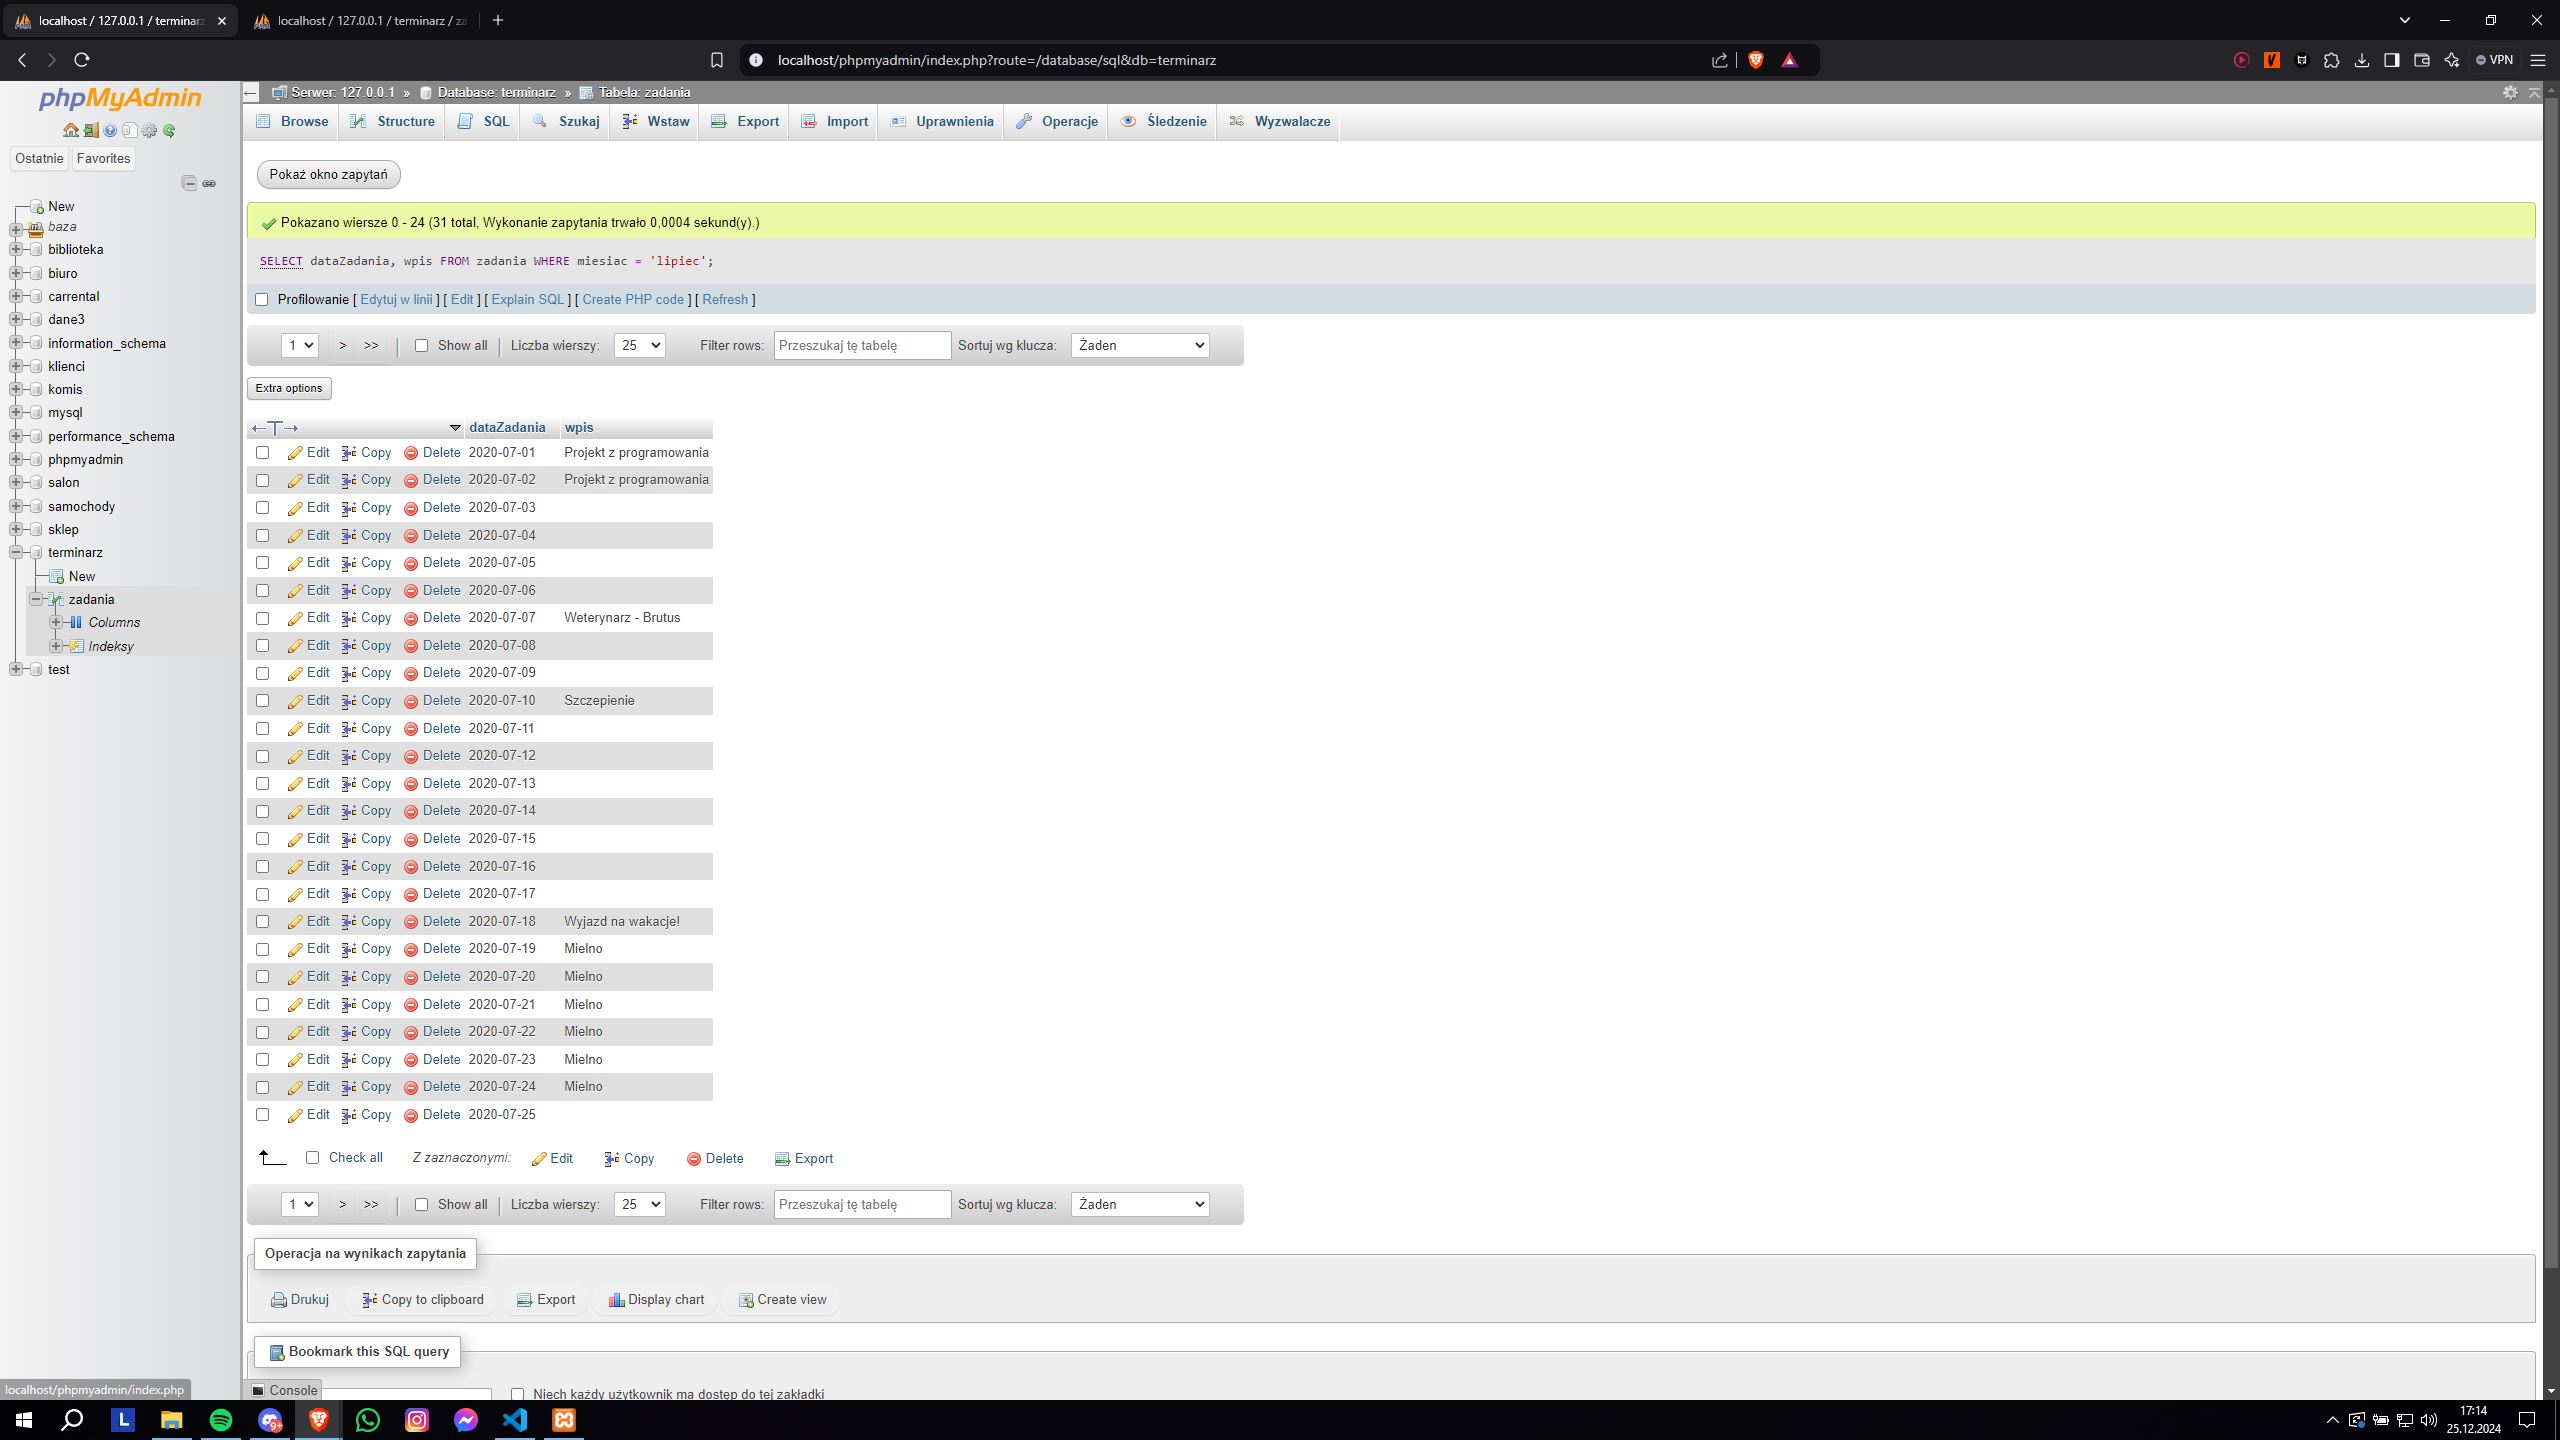 localhost / 127.0.0.1 / terminarz
localhost / 127.0.0.1 / terminarz / za
localhost/phpmyadmin/index.php?route=/database/sql&db=terminarz
VPN
phpMyAdmin
Ostatnie Favorites
New
baza
biblioteka
biuro
carrental
dane3
information_schema
klienci
komis
mysql
performance_schema
phpmyadmin
salon
samochody
sklep
terminarz
New
zadania
Columns
Indeksy
test
Serwer: 127.0.0.1 » Database: terminarz » Tabela: zadania
Browse Structure SQL Szukaj Wstaw Export Import Uprawnienia Operacje Śledzenie Wyzwalacze
Pokaż okno zapytań
Pokazano wiersze 0 - 24 (31 total, Wykonanie zapytania trwało 0,0004 sekund(y).)
SELECT dataZadania, wpis FROM zadania WHERE miesiac = 'lipiec';
Profilowanie [ Edytuj w linii ] [ Edit ] [ Explain SQL ] [ Create PHP code ] [ Refresh ]
1 > >> | Show all | Liczba wierszy: 25 Filter rows: Przeszukaj tę tabelę Sortuj wg klucza: Żaden
Extra options
dataZadania wpis
Edit Copy Delete 2020-07-01 Projekt z programowania
Edit Copy Delete 2020-07-02 Projekt z programowania
Edit Copy Delete 2020-07-03
Edit Copy Delete 2020-07-04
Edit Copy Delete 2020-07-05
Edit Copy Delete 2020-07-06
Edit Copy Delete 2020-07-07 Weterynarz - Brutus
Edit Copy Delete 2020-07-08
Edit Copy Delete 2020-07-09
Edit Copy Delete 2020-07-10 Szczepienie
Edit Copy Delete 2020-07-11
Edit Copy Delete 2020-07-12
Edit Copy Delete 2020-07-13
Edit Copy Delete 2020-07-14
Edit Copy Delete 2020-07-15
Edit Copy Delete 2020-07-16
Edit Copy Delete 2020-07-17
Edit Copy Delete 2020-07-18 Wyjazd na wakacje!
Edit Copy Delete 2020-07-19 Mielno
Edit Copy Delete 2020-07-20 Mielno
Edit Copy Delete 2020-07-21 Mielno
Edit Copy Delete 2020-07-22 Mielno
Edit Copy Delete 2020-07-23 Mielno
Edit Copy Delete 2020-07-24 Mielno
Edit Copy Delete 2020-07-25
Check all Z zaznaczonymi: Edit Copy Delete Export
1 > >> | Show all | Liczba wierszy: 25 Filter rows: Przeszukaj tę tabelę Sortuj wg klucza: Żaden
Operacja na wynikach zapytania
Drukuj Copy to clipboard Export Display chart Create view
Bookmark this SQL query
Niech każdy użytkownik ma dostęp do tej zakładki
localhost/phpmyadmin/index.php
Console
L
9+
17:14
25.12.2024